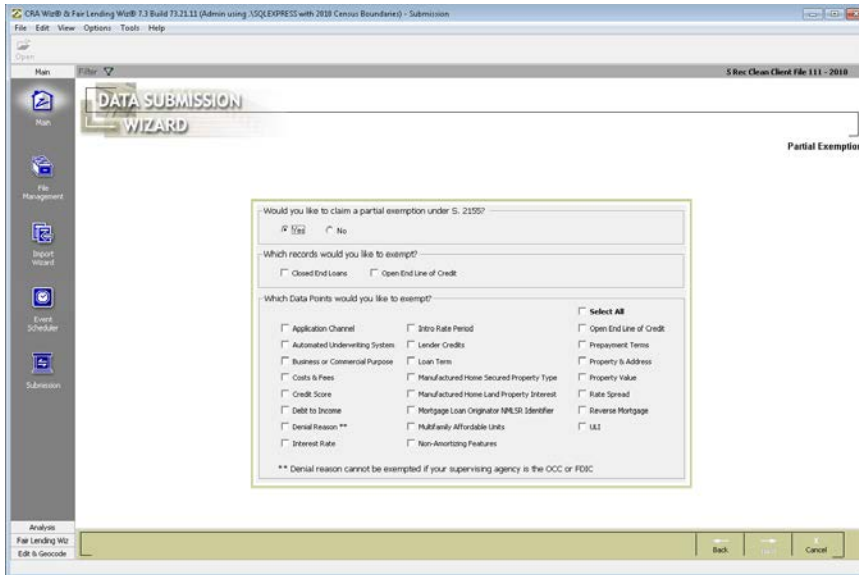 CRA Wiz® & Fair Lending Wiz® 7.3 Build 73.21.11 (Admin using .\SQLEXPRESS with 2010 Census Boundaries) - Submission
File Edit View Options Tools Help
Open
Main
Filter
5 Rec Clean Client File 111 - 2010
DATA SUBMISSION
WIZARD
Partial Exemption
Main
File
Management
Import
Wizard
Event
Scheduler
Submission
Would you like to claim a partial exemption under S. 2155?
Yes No
Which records would you like to exempt?
Closed End Loans Open End Line of Credit
Which Data Points would you like to exempt?
Select All
Application Channel Intro Rate Period Open End Line of Credit
Automated Underwriting System Lender Credits Prepayment Terms
Business or Commercial Purpose Loan Term Property & Address
Costs & Fees Manufactured Home Secured Property Type Property Value
Credit Score Manufactured Home Land Property Interest Rate Spread
Debt to Income Mortgage Loan Originator NMLSR Identifier Reverse Mortgage
Denial Reason ** Multifamily Affordable Units ULI
Interest Rate Non-Amortizing Features
** Denial reason cannot be exempted if your supervising agency is the OCC or FDIC
Analysis
Fair Lending Wiz
Edit & Geocode
Back Next Cancel